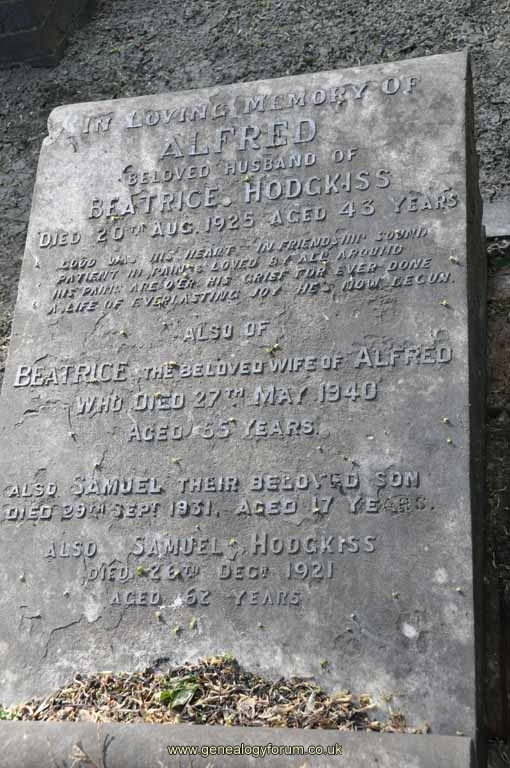 IN LOVING MEMORY OF
ALFRED
BELOVED HUSBAND OF
BEATRICE HODGKISS
DIED 20TH AUG. 1925 AGED 43 YEARS
GOOD WAS HIS HEART IN FRIENDSHIP SOUND
PATIENT IN PAIN & LOVED BY ALL AROUND
HIS PAINS ARE O'ER HIS GRIEF FOR EVER DONE
A LIFE OF EVERLASTING JOY HE'S NOW BEGUN.
ALSO OF
BEATRICE THE BELOVED WIFE OF ALFRED
WHO DIED 27TH MAY 1940
AGED 55 YEARS.
ALSO SAMUEL THEIR BELOVED SON
DIED 29TH SEPT 1931. AGED 17 YEARS.
ALSO SAMUEL HODGKISS
DIED DECR 1921
AGED 62 YEARS
www.genealogyforum.co.uk